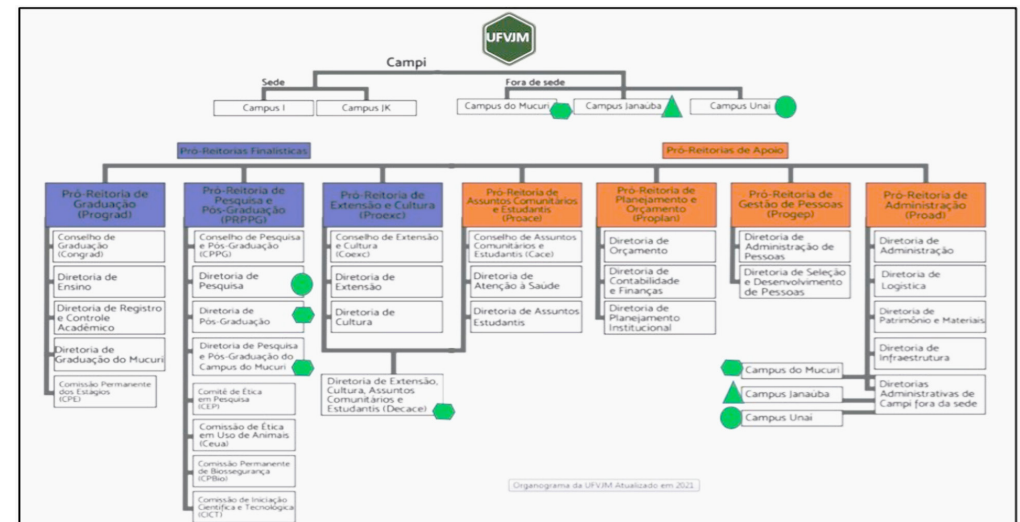 UFVJM
Campi
Sede
Fora de sede
Campus I
Campus JK
Campus do Mucuri
Campus Janaúba
Campus Unaí
Pró-Reitorias Finalísticas
Pró-Reitorias de Apoio
Pró-Reitoria de
Graduação
(Prograd)
Conselho de
Graduação
(Congrad)
Diretoria de
Ensino
Diretoria de Registro
e Controle
Acadêmico
Diretoria de
Graduação do Mucuri
Comissão Permanente
dos Estágios
(CPE)
Pró-Reitoria de
Pesquisa e
Pós-Graduação
(PRPPG)
Conselho de Pesquisa
e Pós-Graduação
(CPPG)
Diretoria de
Pesquisa
Diretoria de
Pós-Graduação
Diretoria de Pesquisa
e Pós-Graduação do
Campus do Mucuri
Comitê de Ética
em Pesquisa
(CEP)
Comissão de Ética
em Uso de Animais
(Ceua)
Comissão Permanente
de Biossegurança
(CPBio)
Comissão de Iniciação
Científica e Tecnológica
(CICT)
Pró-Reitoria de
Extensão e Cultura
(Proexc)
Conselho de Extensão
e Cultura
(Coexc)
Diretoria de
Extensão
Diretoria de
Cultura
Pró-Reitoria de
Assuntos Comunitários
e Estudantis
(Proace)
Conselho de Assuntos
Comunitários e
Estudantis (Cace)
Diretoria de
Atenção à Saúde
Diretoria de Assuntos
Estudantis
Diretoria de Extensão,
Cultura, Assuntos
Comunitários e
Estudantis (Decace)
Pró-Reitoria de
Planejamento e
Orçamento
(Proplan)
Diretoria de
Orçamento
Diretoria de
Contabilidade
e Finanças
Diretoria de
Planejamento
Institucional
Pró-Reitoria de
Gestão de Pessoas
(Progep)
Diretoria de
Administração de
Pessoas
Diretoria de Seleção
e Desenvolvimento
de Pessoas
Pró-Reitoria de
Administração
(Proad)
Diretoria de
Administração
Diretoria de
Logística
Diretoria de
Patrimônio e Materiais
Diretoria de
Infraestrutura
Diretorias
Administrativas de
Campi fora da sede
Campus do Mucuri
Campus Janaúba
Campus Unaí
Organograma da UFVJM Atualizado em 2021